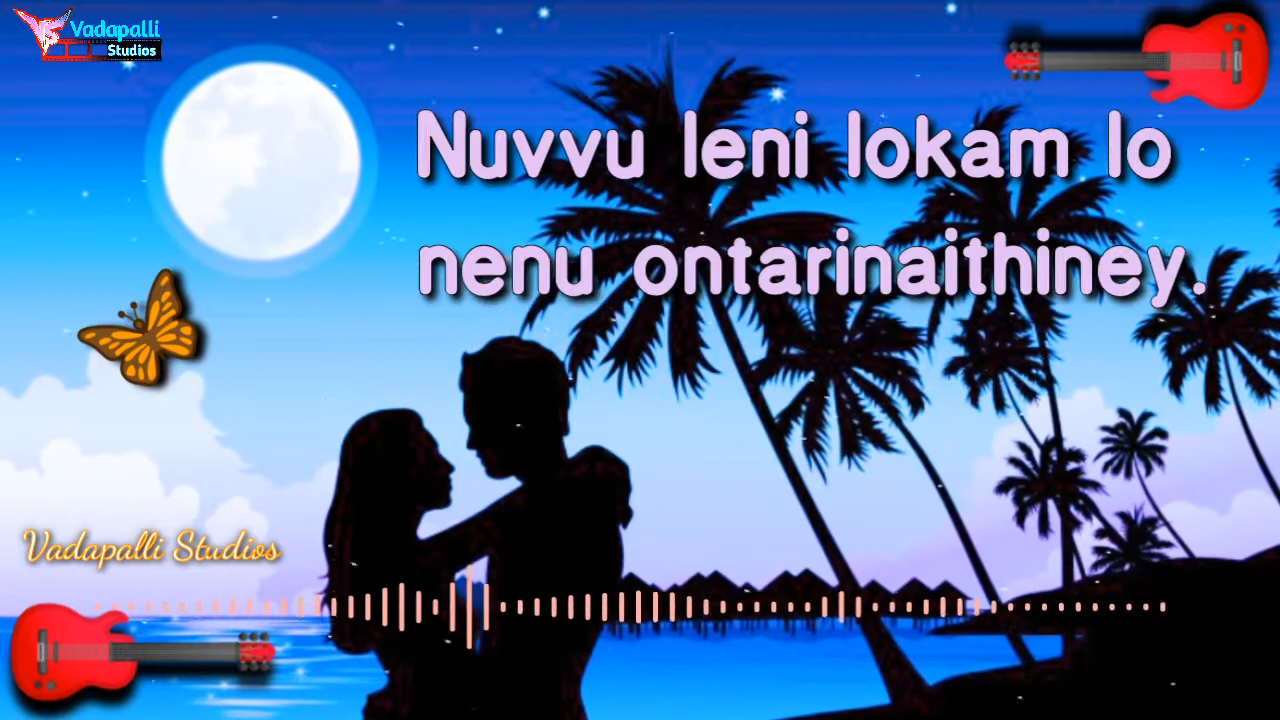 Vadapalli
Studios
Nuvvu leni lokam lo
nenu ontarinaithiney.
Vadapalli Studios